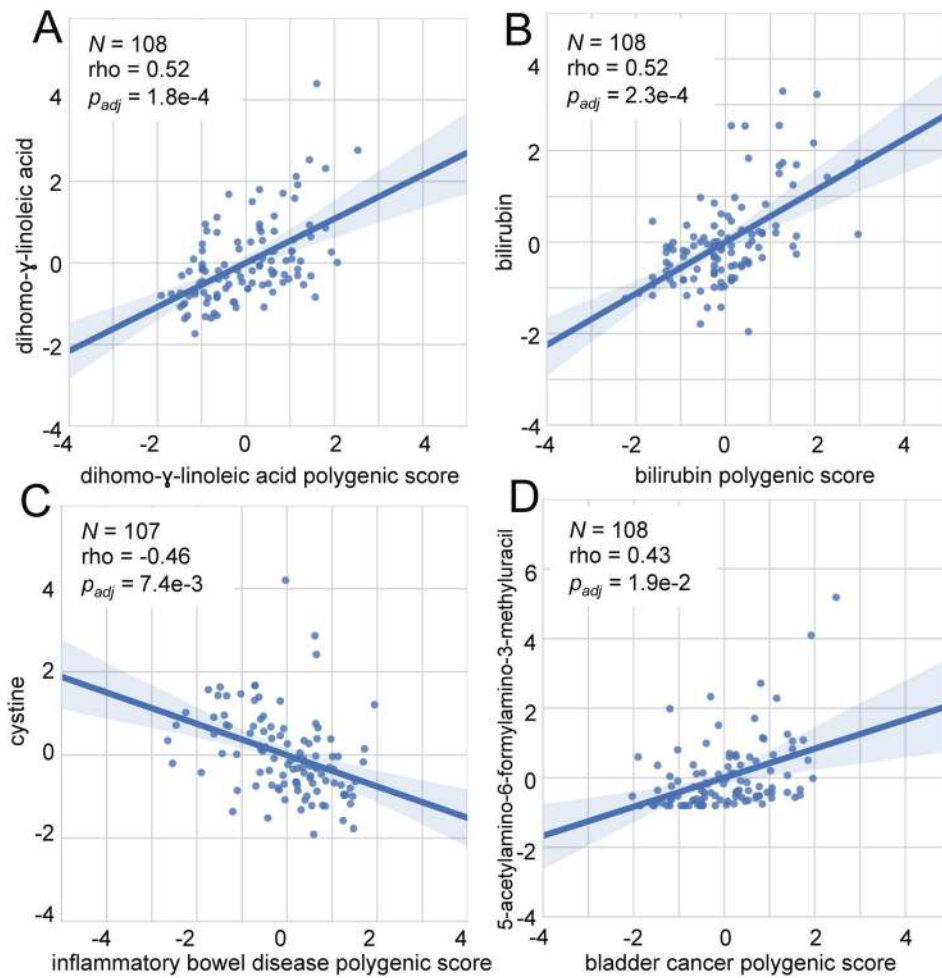 A
N = 108
rho = 0.52
p_adj = 1.8e-4
dihomo-ɣ-linoleic acid
4
2
0
-2
-4
-4
-2
0
2
4
dihomo-ɣ-linoleic acid polygenic score
B
N = 108
rho = 0.52
p_adj = 2.3e-4
bilirubin
4
2
0
-2
-4
-4
-2
0
2
4
bilirubin polygenic score
C
N = 107
rho = -0.46
p_adj = 7.4e-3
cystine
4
2
0
-2
-4
-4
-2
0
2
4
inflammatory bowel disease polygenic score
D
N = 108
rho = 0.43
p_adj = 1.9e-2
5-acetylamino-6-formylamino-3-methyluracil
6
4
2
0
-2
-4
-4
-2
0
2
4
bladder cancer polygenic score